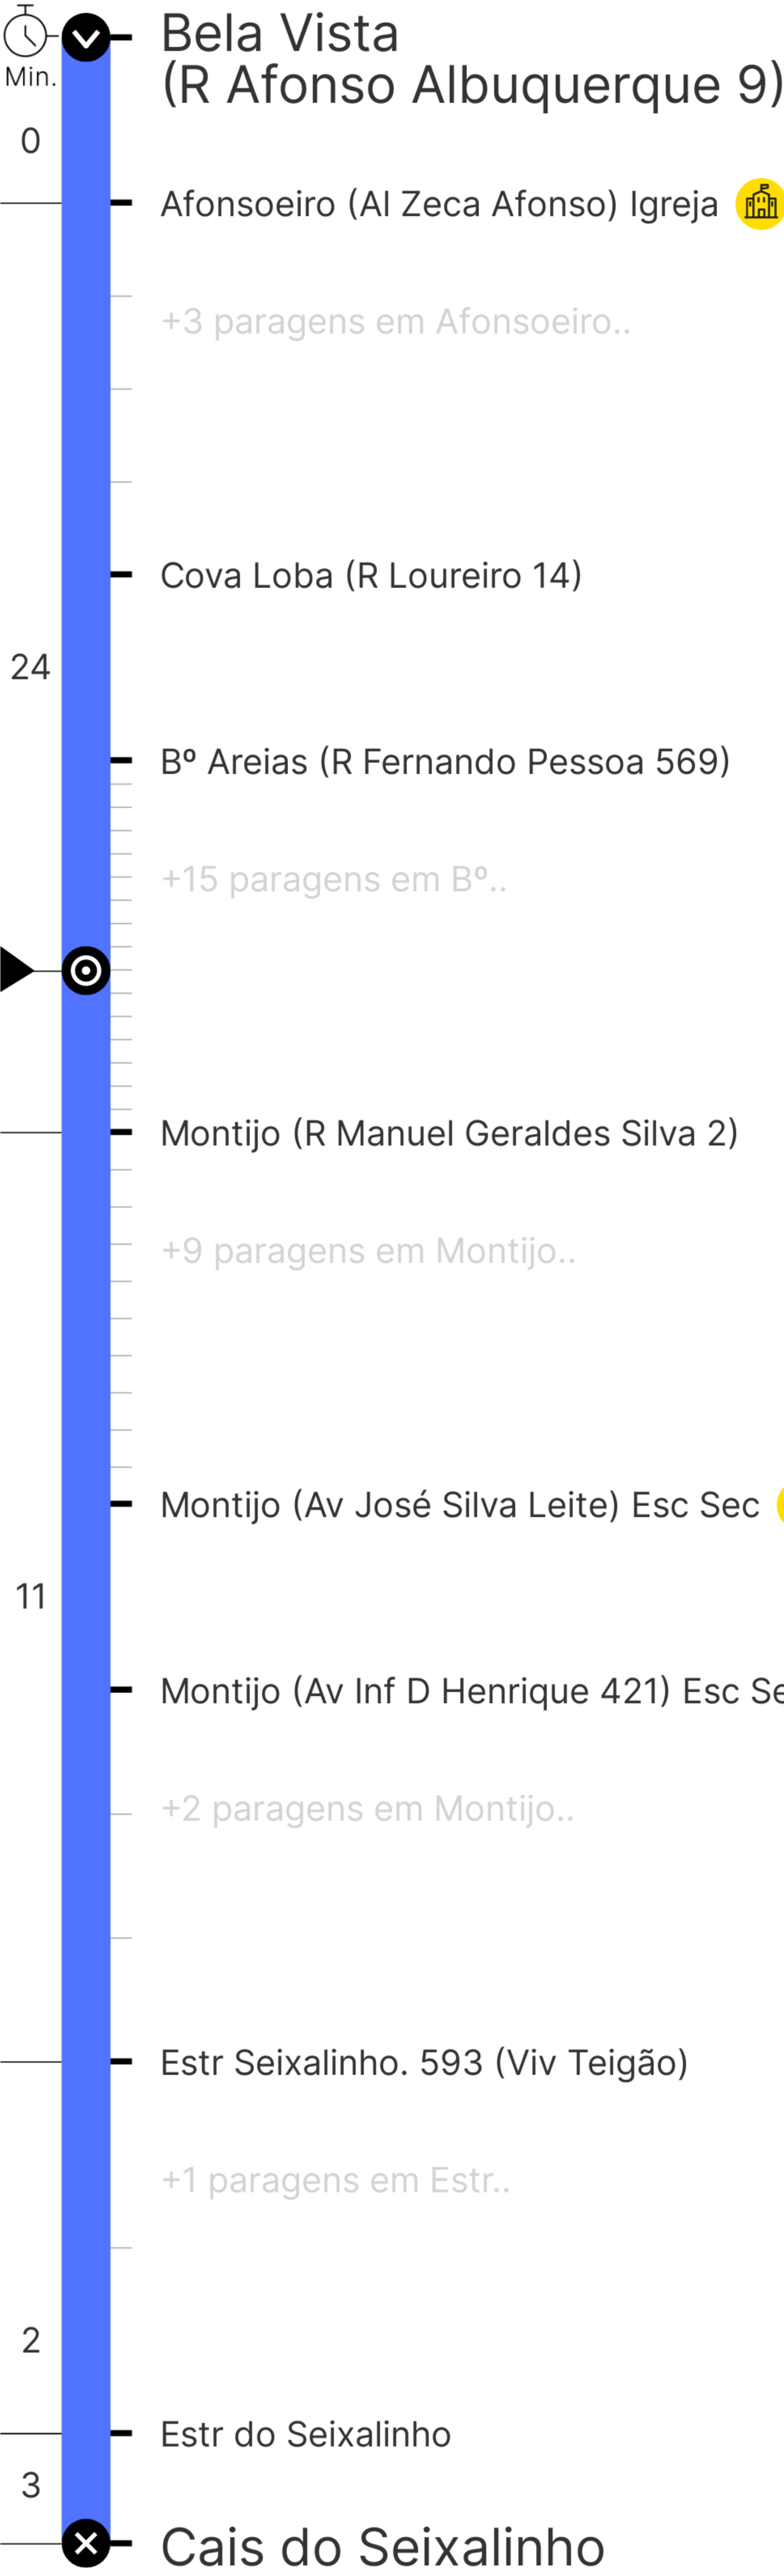 Bela Vista
(R Afonso Albuquerque 9)
Min.
0
Afonsoeiro (Al Zeca Afonso) Igreja
+3 paragens em Afonsoeiro..
Cova Loba (R Loureiro 14)
24
Bº Areias (R Fernando Pessoa 569)
+15 paragens em Bº..
Montijo (R Manuel Geraldes Silva 2)
+9 paragens em Montijo..
Montijo (Av José Silva Leite) Esc Sec
11
Montijo (Av Inf D Henrique 421) Esc Se
+2 paragens em Montijo..
Estr Seixalinho. 593 (Viv Teigão)
+1 paragens em Estr..
2
Estr do Seixalinho
3
Cais do Seixalinho